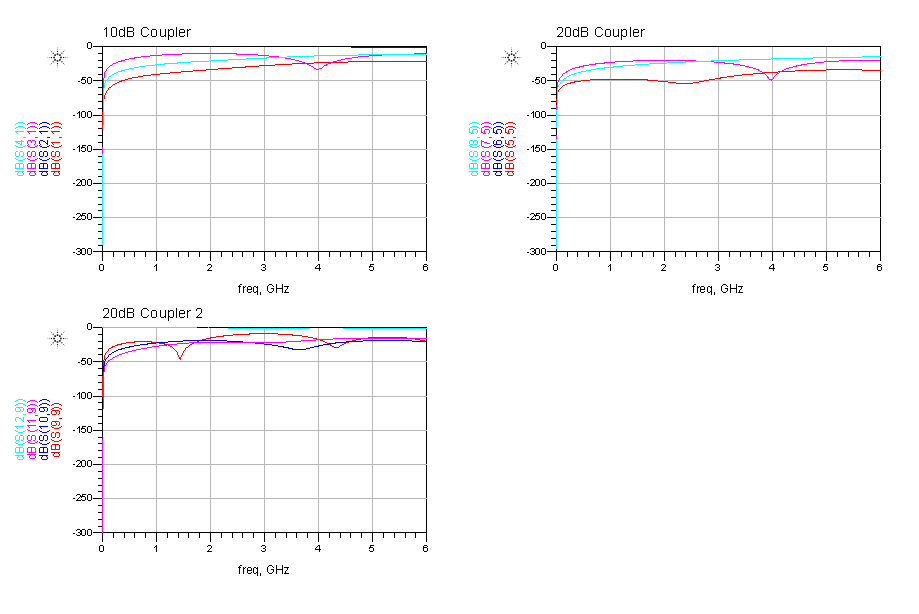 10dB Coupler
dB(S(4,1))
dB(S(3,1))
dB(S(2,1))
dB(S(1,1))
0
-50
-100
-150
-200
-250
-300
0 1 2 3 4 5 6
freq, GHz
20dB Coupler
dB(S(8,5))
dB(S(7,5))
dB(S(6,5))
dB(S(5,5))
0
-50
-100
-150
-200
-250
-300
0 1 2 3 4 5 6
freq, GHz
20dB Coupler 2
dB(S(12,9))
dB(S(11,9))
dB(S(10,9))
dB(S(9,9))
0
-50
-100
-150
-200
-250
-300
0 1 2 3 4 5 6
freq, GHz